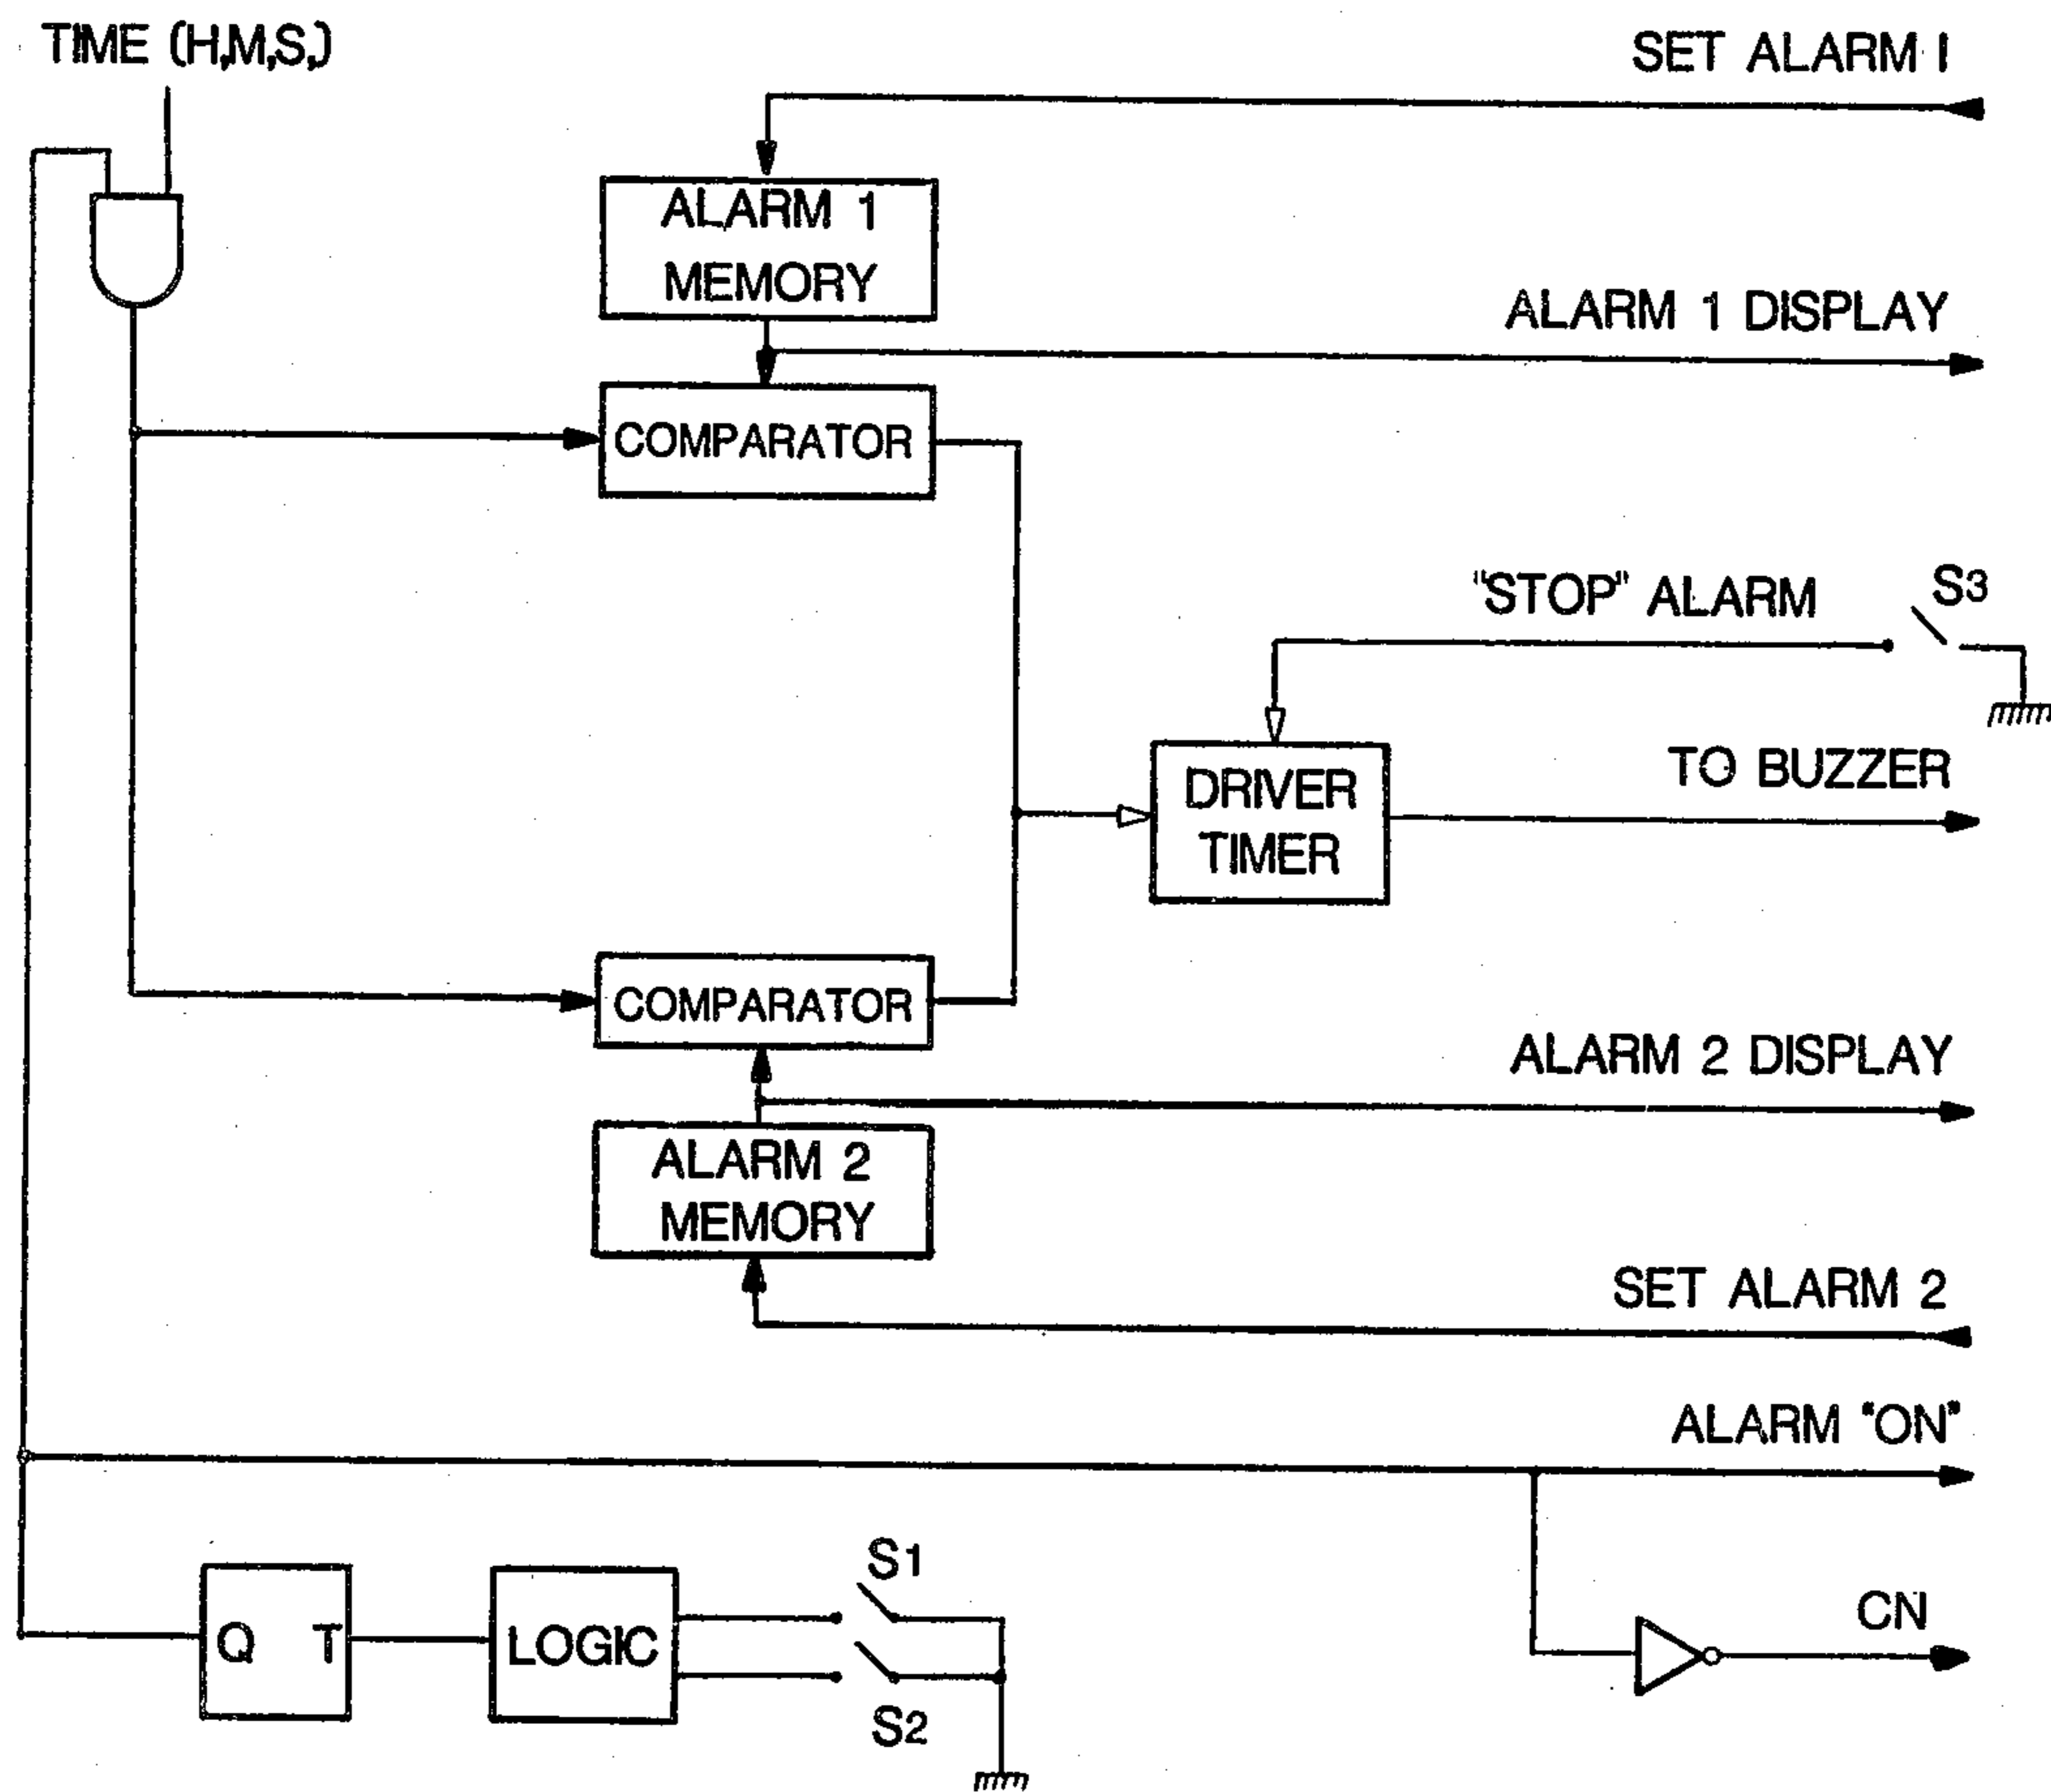 TIME (H,M,S,)
SET ALARM I
ALARM 1
MEMORY
ALARM 1 DISPLAY
COMPARATOR
"STOP" ALARM
S3
DRIVER
TIMER
TO BUZZER
COMPARATOR
ALARM 2 DISPLAY
ALARM 2
MEMORY
SET ALARM 2
ALARM "ON"
Q T
LOGIC
S1
S2
CN